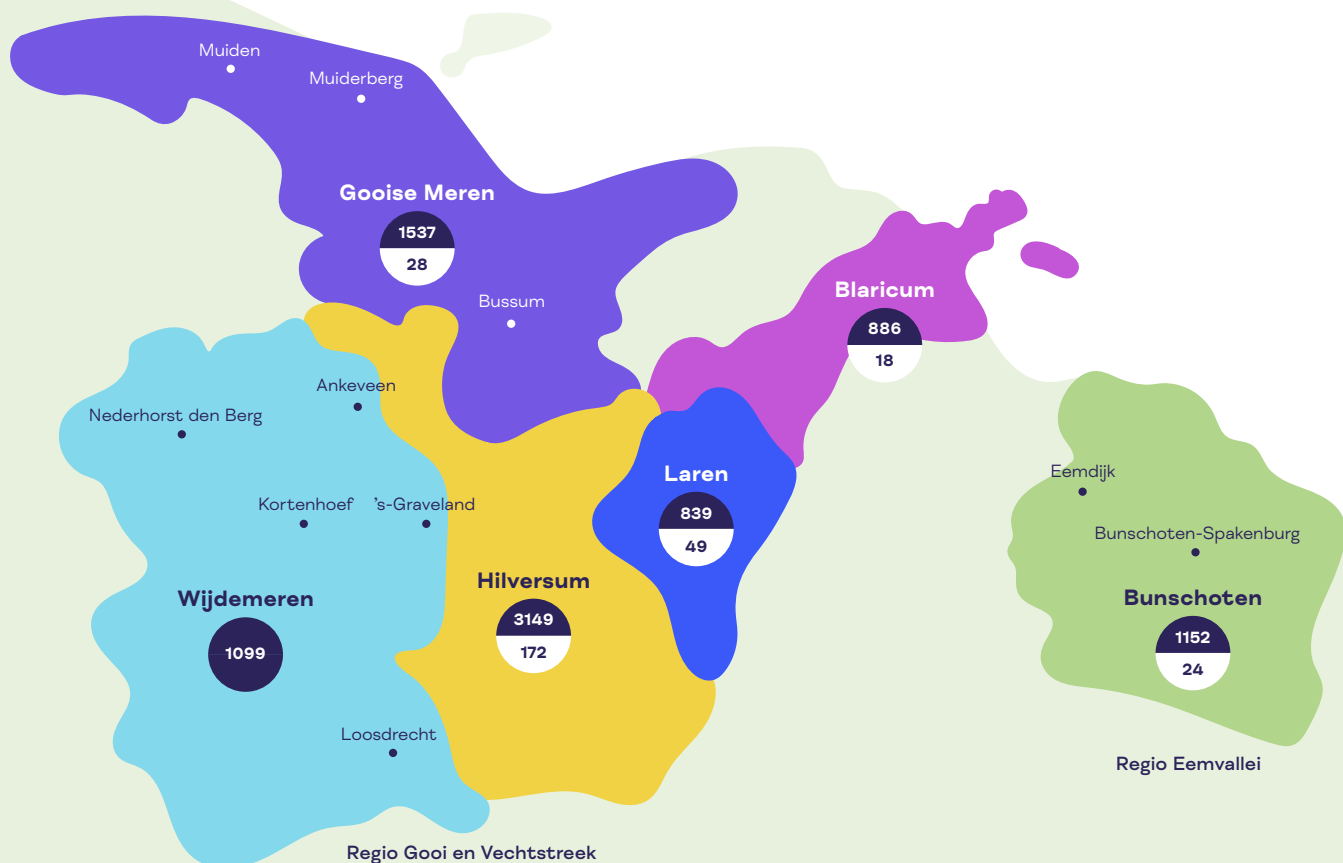 Muiden
Muiderberg
Gooise Meren
1537
28
Bussum
Blaricum
886
18
Ankeveen
Nederhorst den Berg
Kortenhoef
's-Graveland
Laren
839
49
Eemdijk
Bunschoten-Spakenburg
Hilversum
3149
172
Wijdemeren
1099
Bunschoten
1152
24
Loosdrecht
Regio Eemvallei
Regio Gooi en Vechtstreek